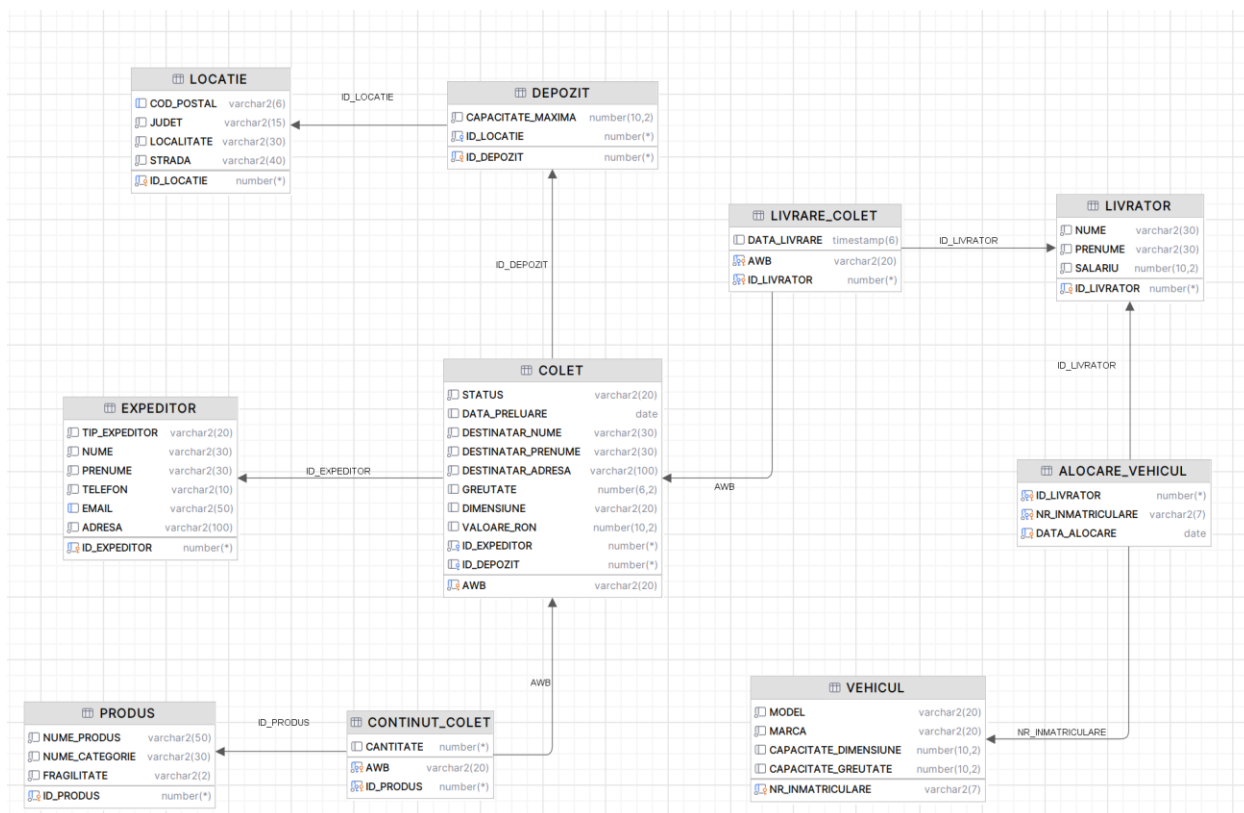 LOCATIE
COD_POSTAL varchar2(6)
JUDET varchar2(15)
LOCALITATE varchar2(30)
STRADA varchar2(40)
ID_LOCATIE number(*)
ID_LOCATIE
DEPOZIT
CAPACITATE_MAXIMA number(10,2)
ID_LOCATIE number(*)
ID_DEPOZIT number(*)
ID_DEPOZIT
LIVRARE_COLET
DATA_LIVRARE timestamp(6)
AWB varchar2(20)
ID_LIVRATOR number(*)
ID_LIVRATOR
LIVRATOR
NUME varchar2(30)
PRENUME varchar2(30)
SALARIU number(10,2)
ID_LIVRATOR number(*)
ID_LIVRATOR
EXPEDITOR
TIP_EXPEDITOR varchar2(20)
NUME varchar2(30)
PRENUME varchar2(30)
TELEFON varchar2(10)
EMAIL varchar2(50)
ADRESA varchar2(100)
ID_EXPEDITOR number(*)
ID_EXPEDITOR
COLET
STATUS varchar2(20)
DATA_PRELUARE date
DESTINATAR_NUME varchar2(30)
DESTINATAR_PRENUME varchar2(30)
DESTINATAR_ADRESA varchar2(100)
GREUTATE number(6,2)
DIMENSIUNE varchar2(20)
VALOARE_RON number(10,2)
ID_EXPEDITOR number(*)
ID_DEPOZIT number(*)
AWB varchar2(20)
AWB
ALOCARE_VEHICUL
ID_LIVRATOR number(*)
NR_INMATRICULARE varchar2(7)
DATA_ALOCARE date
AWB
PRODUS
NUME_PRODUS varchar2(50)
NUME_CATEGORIE varchar2(30)
FRAGILITATE varchar2(2)
ID_PRODUS number(*)
ID_PRODUS
CONTINUT_COLET
CANTITATE number(*)
AWB varchar2(20)
ID_PRODUS number(*)
VEHICUL
MODEL varchar2(20)
MARCA varchar2(20)
CAPACITATE_DIMENSIUNE number(10,2)
CAPACITATE_GREUTATE number(10,2)
NR_INMATRICULARE varchar2(7)
NR_INMATRICULARE